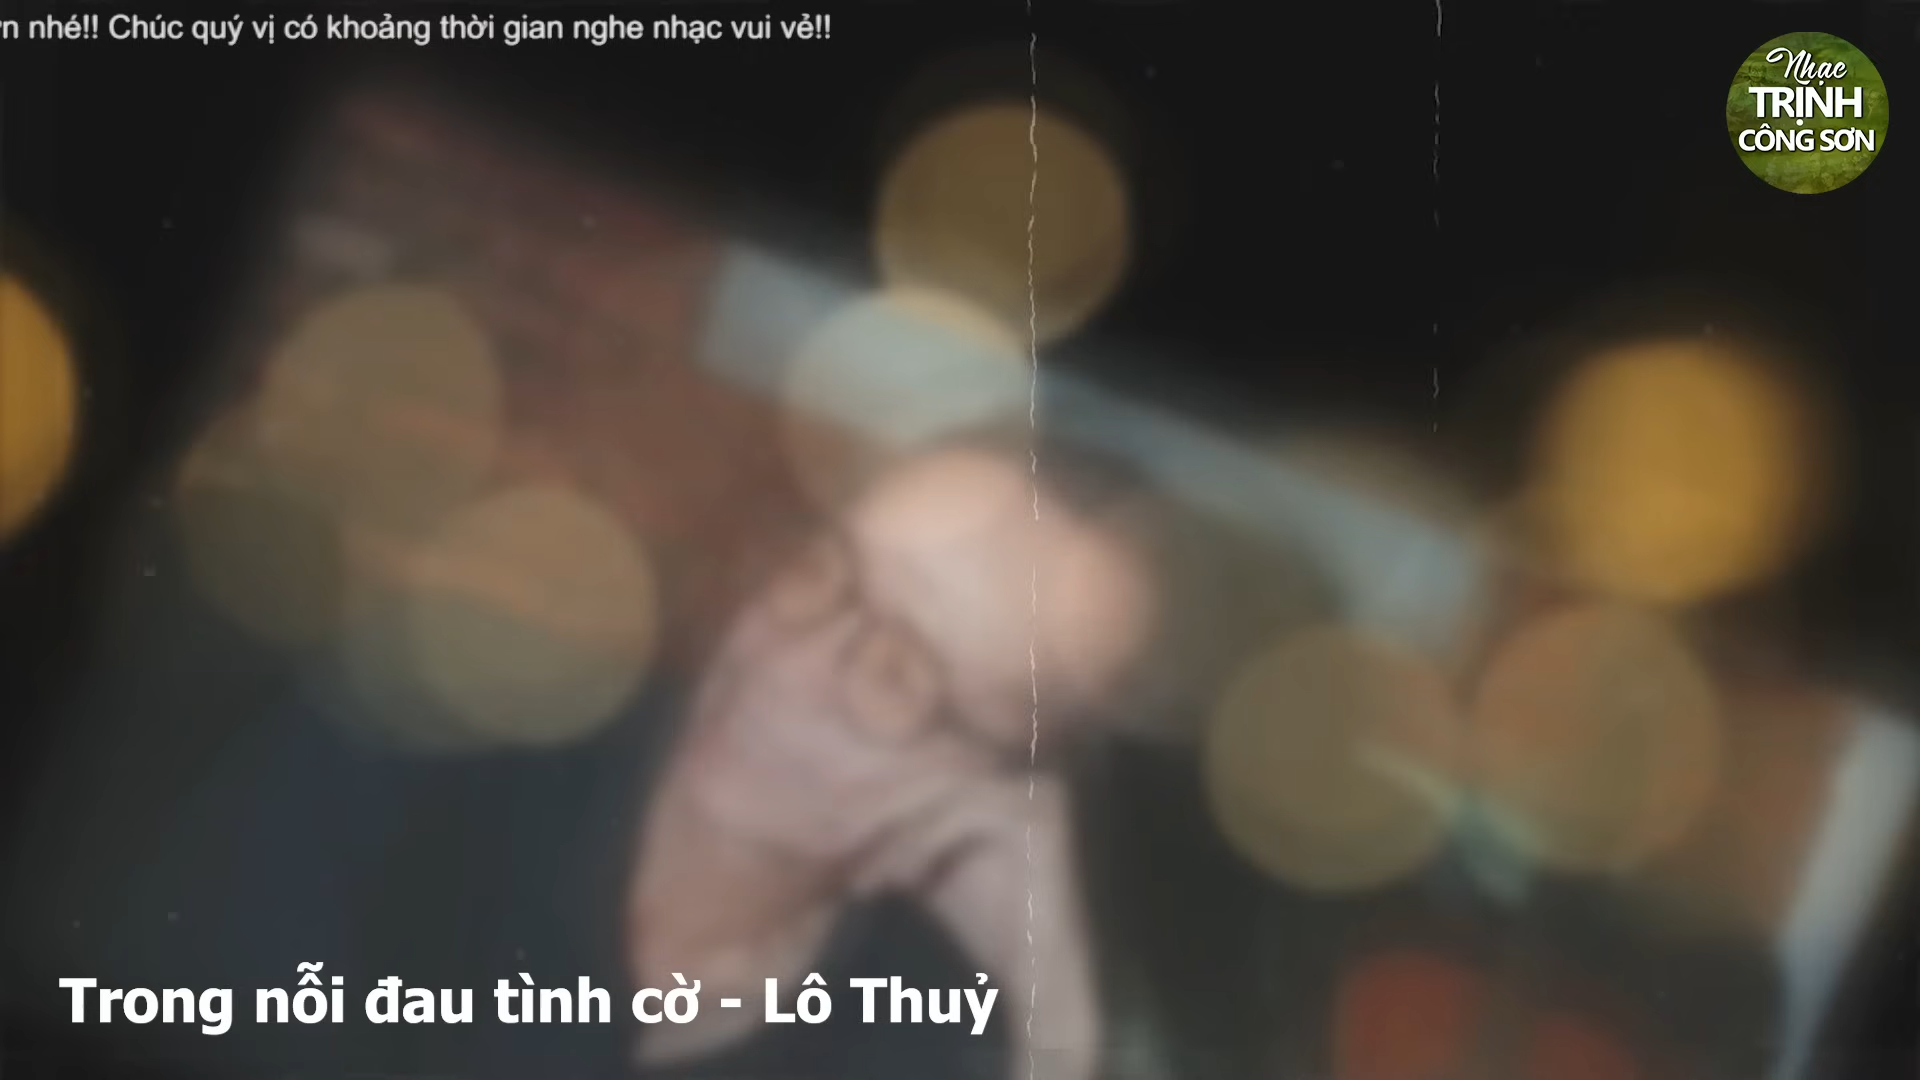 nhé!! Chúc quý vị có khoảng thời gian nghe nhạc vui vẻ!!
Nhạc
TRỊNH
CÔNG SƠN
Trong nỗi đau tình cờ - Lô Thuỷ